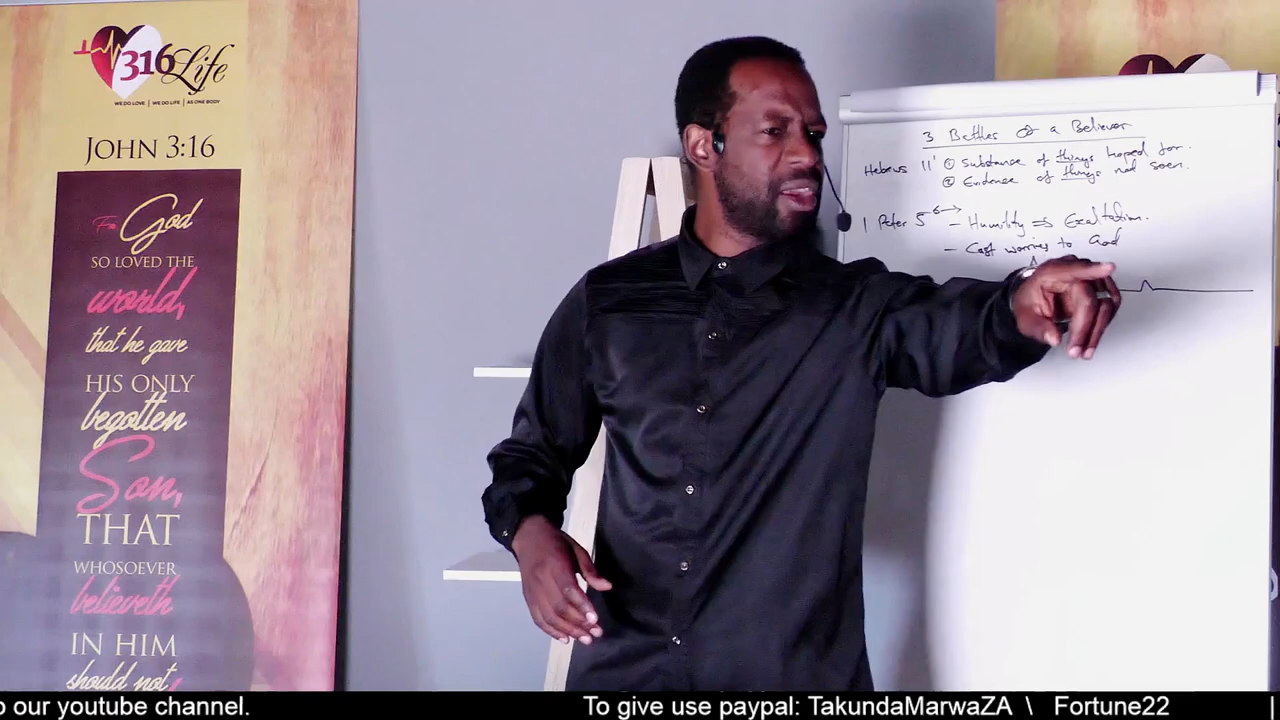 316 Life
WE DO LOVE | WE DO LIFE | AS ONE BODY
JOHN 3:16
For God
SO LOVED THE
world,
that he gave
HIS ONLY
begotten
Son,
THAT
WHOSOEVER
believeth
IN HIM
should not
3 Battles of a Believer
Hebrews 11¹ ① Substance of things hoped for.
② Evidence of things not seen.
1 Peter 5⁶→ - Humility ⇒ Exaltation.
- Cast worries to God
o our youtube channel. To give use paypal: TakundaMarwaZA \ Fortune22 |